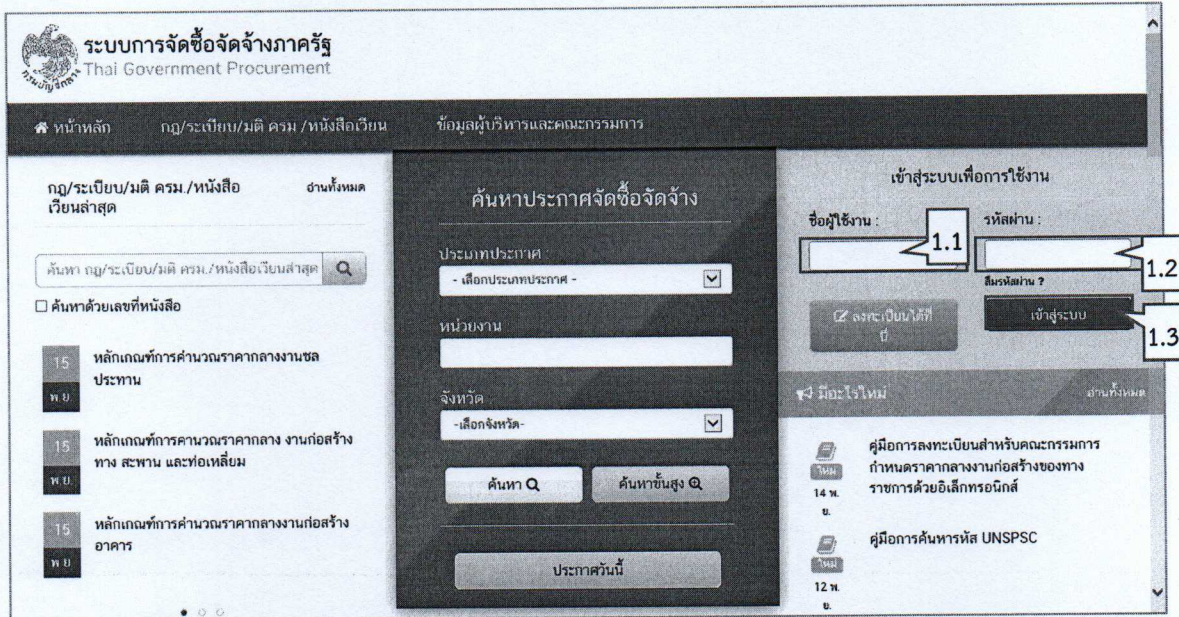 ระบบการจัดซื้อจัดจ้างภาครัฐ
Thai Government Procurement
กรมบัญชีกลาง
หน้าหลัก
กฎ/ระเบียบ/มติ ครม./หนังสือเวียน
ข้อมูลผู้บริหารและคณะกรรมการ
กฎ/ระเบียบ/มติ ครม./หนังสือ
เวียนล่าสุด
อ่านทั้งหมด
ค้นหา กฎ/ระเบียบ/มติ ครม./หนังสือเวียนล่าสุด
ค้นหาด้วยเลขที่หนังสือ
15
พ.ย.
หลักเกณฑ์การคำนวณราคากลางงานชล
ประทาน
15
พ.ย.
หลักเกณฑ์การคำนวณราคากลาง งานก่อสร้าง
ทาง สะพาน และท่อเหลี่ยม
15
พ.ย.
หลักเกณฑ์การคำนวณราคากลางงานก่อสร้าง
อาคาร
ค้นหาประกาศจัดซื้อจัดจ้าง
ประเภทประกาศ :
- เลือกประเภทประกาศ -
หน่วยงาน
จังหวัด
-เลือกจังหวัด-
ค้นหา
ค้นหาขั้นสูง
ประกาศวันนี้
เข้าสู่ระบบเพื่อการใช้งาน
ชื่อผู้ใช้งาน :
รหัสผ่าน :
1.1
1.2
ลืมรหัสผ่าน ?
ลงทะเบียนได้ที่
นี่
เข้าสู่ระบบ
1.3
มีอะไรใหม่
อ่านทั้งหมด
ใหม่
14 พ.
ย.
คู่มือการลงทะเบียนสำหรับคณะกรรมการ
กำหนดราคากลางงานก่อสร้างของทาง
ราชการด้วยอิเล็กทรอนิกส์
ใหม่
12 พ.
ย.
คู่มือการค้นหารหัส UNSPSC